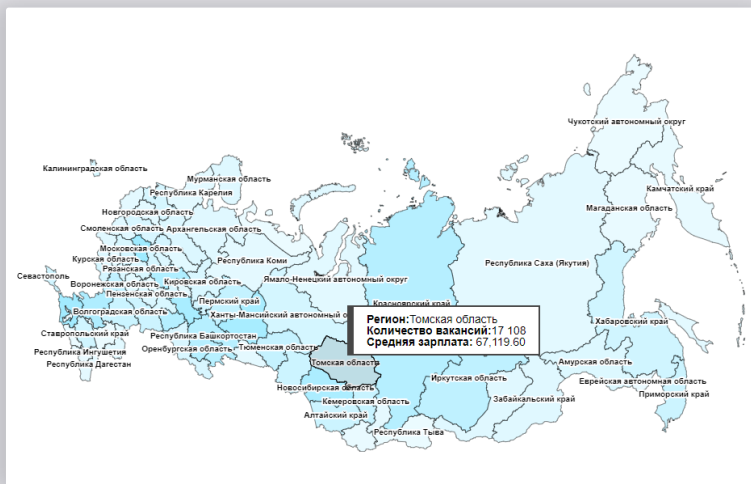 Чукотский автономный округ
Калининградская область
Мурманская область
Камчатский край
Республика Карелия
Магаданская область
Новгородская область
Смоленская область
Архангельская область
Московская область
Курская область
Республика Коми
Республика Саха (Якутия)
Рязанская область
Севастополь
Ямало-Ненецкий автономный округ
Воронежская область
Кировская область
Пензенская область
Пермский край
Красноярский край
Волгоградская область
Ханты-Мансийский автономный о
Регион:Томская область
Количество вакансий:17 108
Средняя зарплата: 67,119.60
Хабаровский край
Ставропольский край
Республика Башкортостан
Республика Ингушетия
Оренбургская область
Тюменская область
Республика Дагестан
Томская область
Амурская область
Иркутская область
Еврейская автономная область
Новосибирская область
Приморский край
Кемеровская область
Забайкальский край
Алтайский край
Республика Тыва